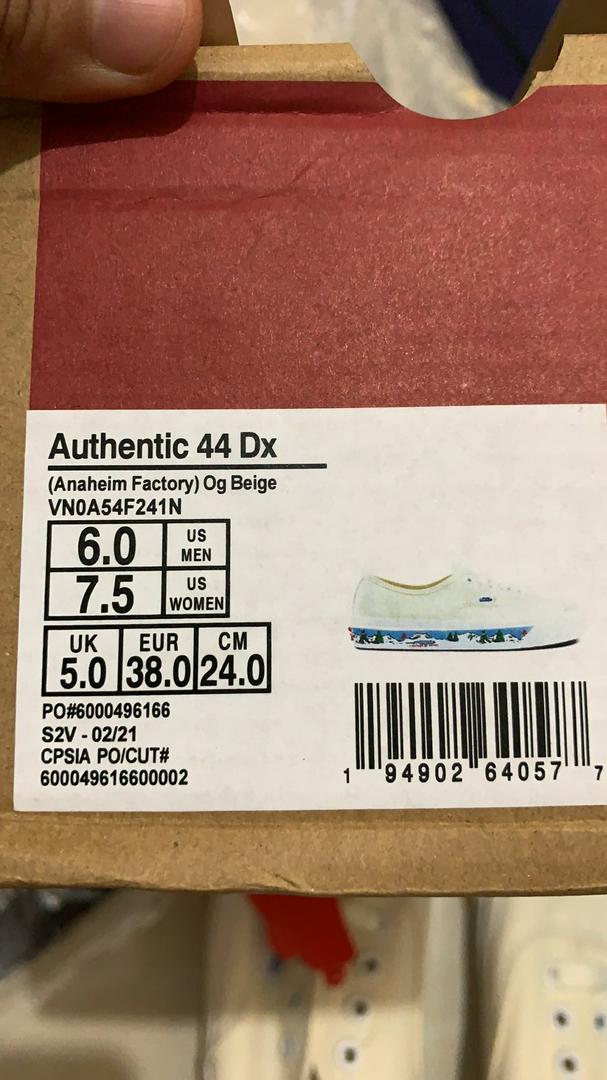 Authentic 44 Dx
(Anaheim Factory) Og Beige
VN0A54F241N
6.0 US MEN
7.5 US WOMEN
UK EUR CM
5.0 38.0 24.0
PO#6000496166
S2V - 02/21
CPSIA PO/CUT#
600049616600002
1 94902 64057 7